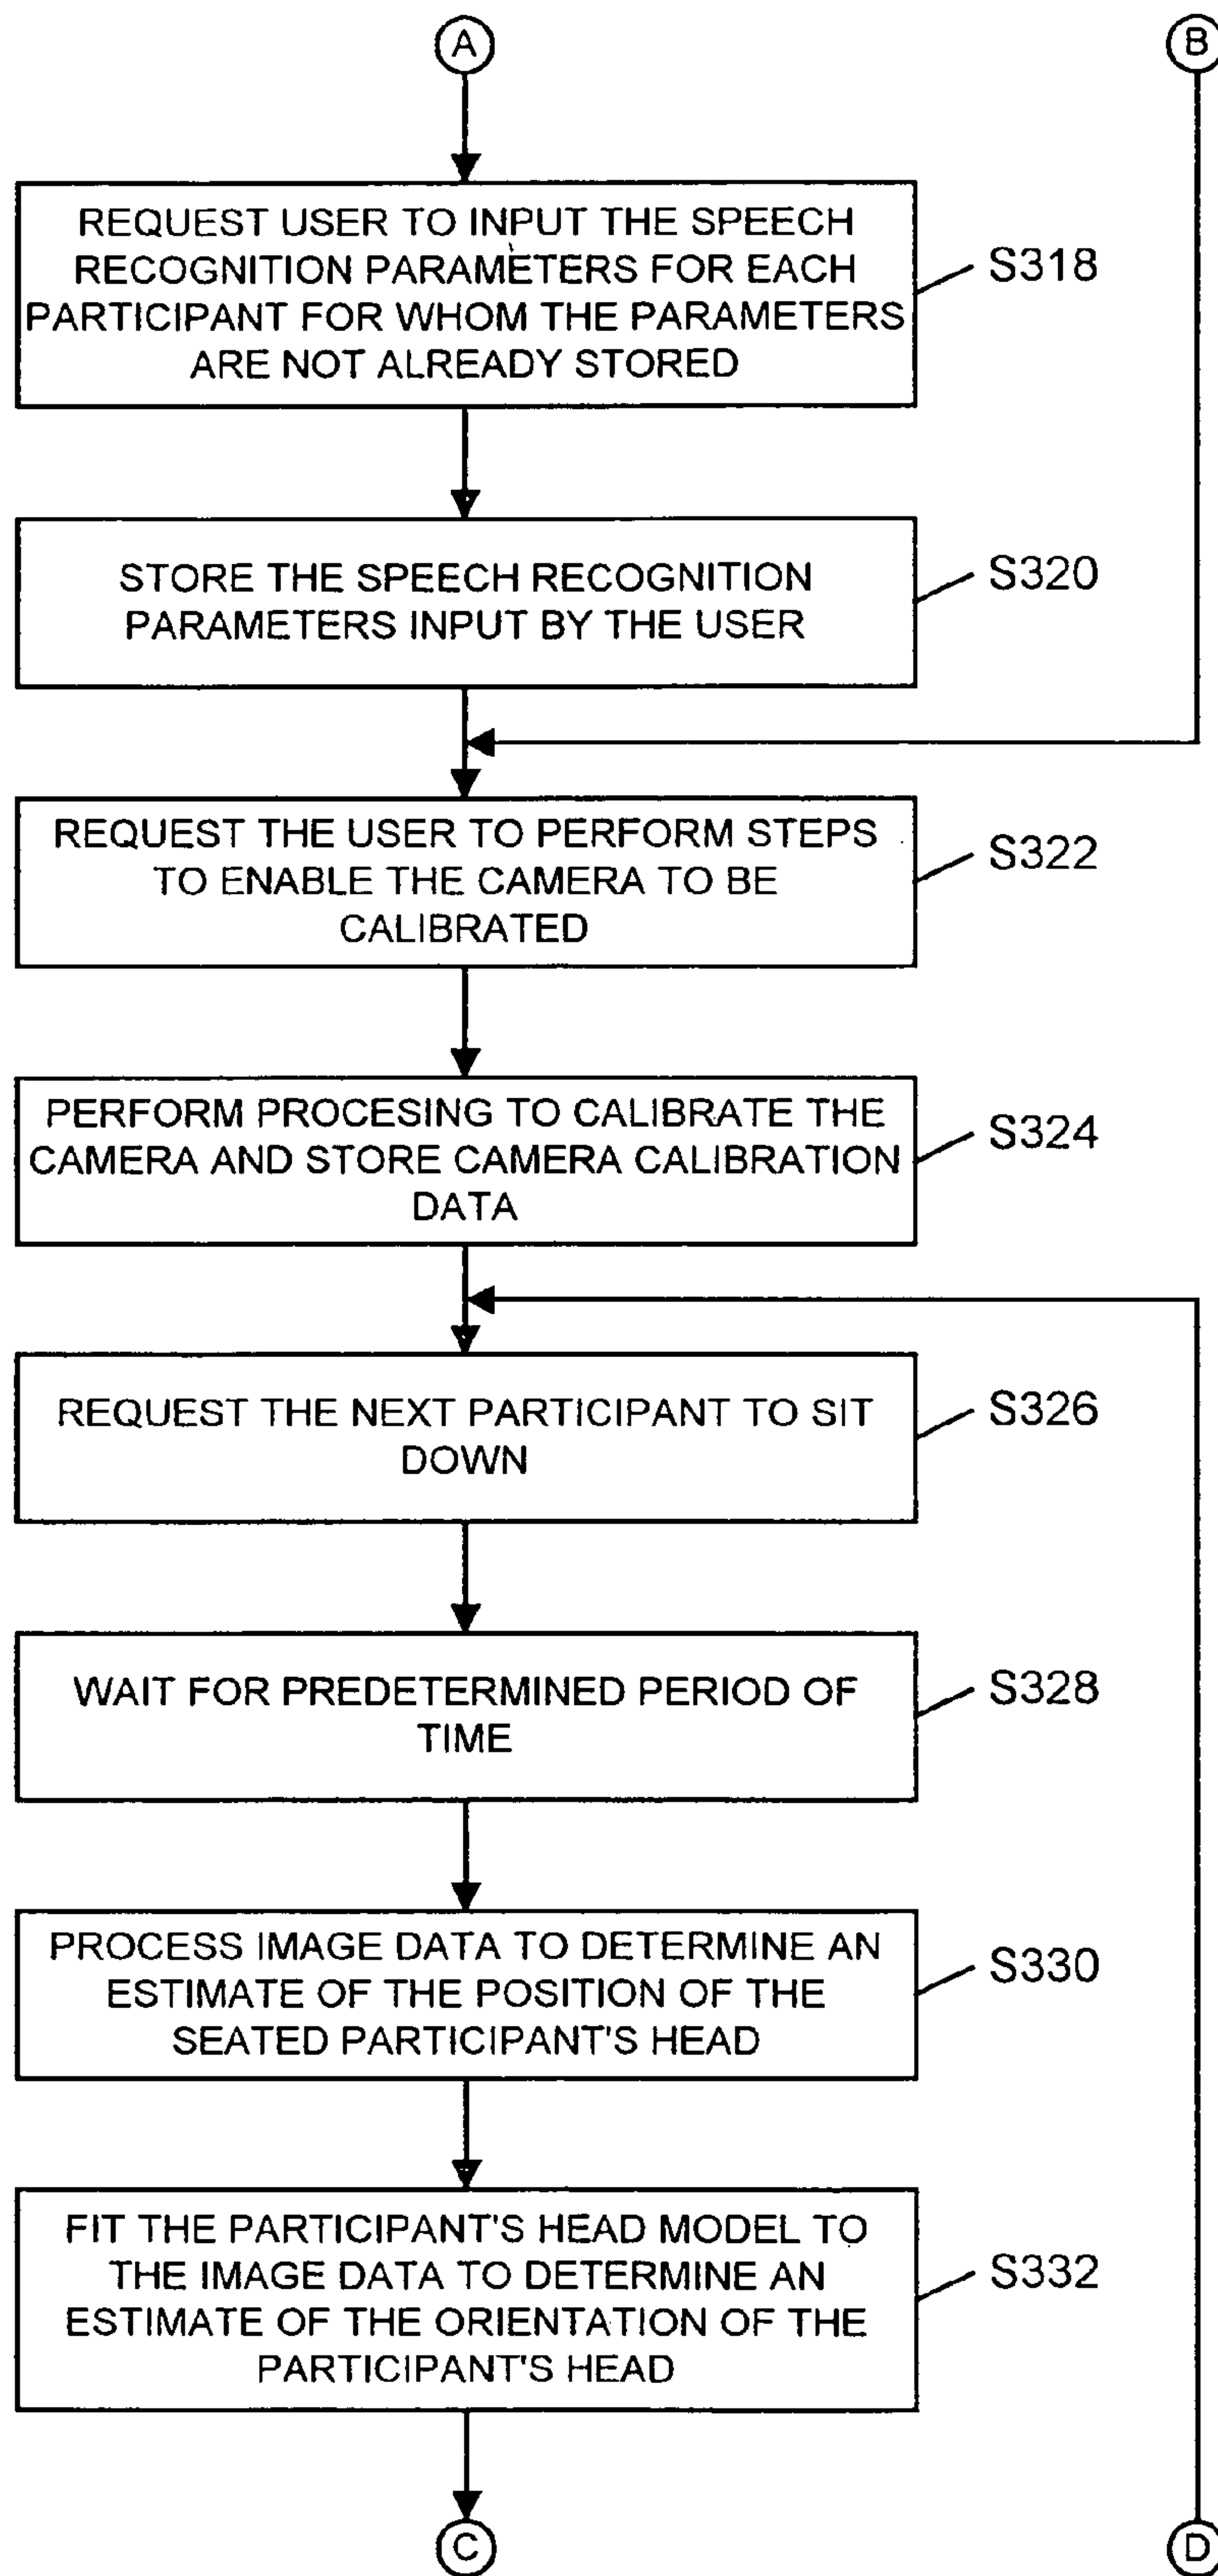 A
B
REQUEST USER TO INPUT THE SPEECH
RECOGNITION PARAMETERS FOR EACH
PARTICIPANT FOR WHOM THE PARAMETERS
ARE NOT ALREADY STORED
S318
STORE THE SPEECH RECOGNITION
PARAMETERS INPUT BY THE USER
S320
REQUEST THE USER TO PERFORM STEPS
TO ENABLE THE CAMERA TO BE
CALIBRATED
S322
PERFORM PROCESING TO CALIBRATE THE
CAMERA AND STORE CAMERA CALIBRATION
DATA
S324
REQUEST THE NEXT PARTICIPANT TO SIT
DOWN
S326
WAIT FOR PREDETERMINED PERIOD OF
TIME
S328
PROCESS IMAGE DATA TO DETERMINE AN
ESTIMATE OF THE POSITION OF THE
SEATED PARTICIPANT'S HEAD
S330
FIT THE PARTICIPANT'S HEAD MODEL TO
THE IMAGE DATA TO DETERMINE AN
ESTIMATE OF THE ORIENTATION OF THE
PARTICIPANT'S HEAD
S332
C
D